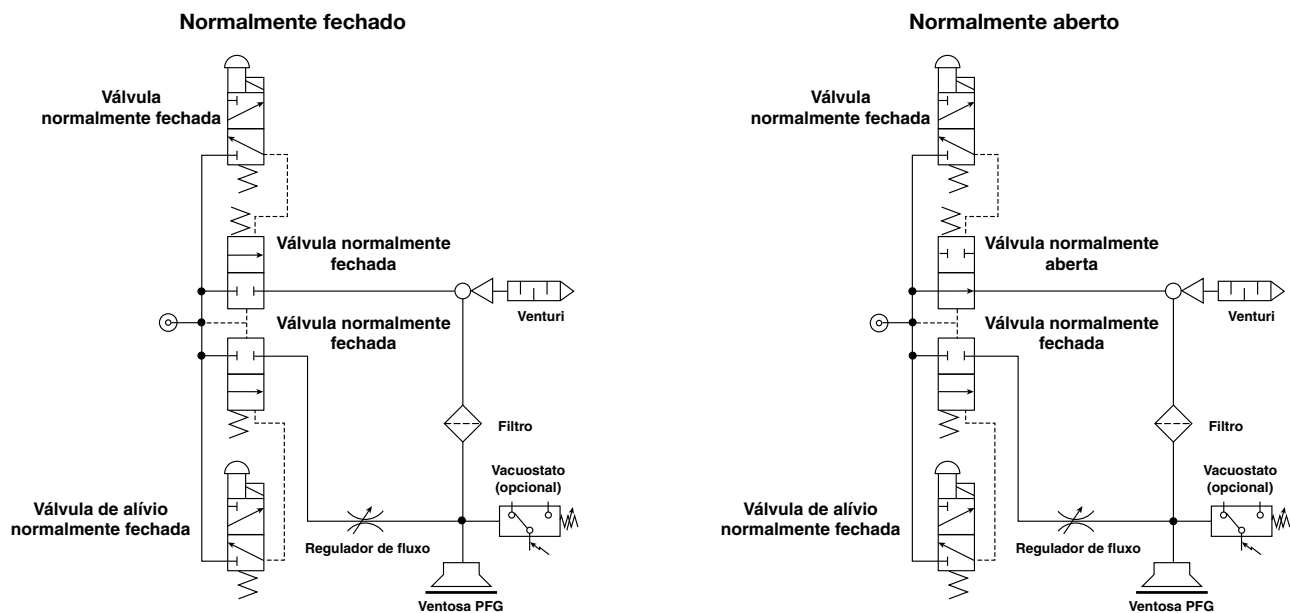 Normalmente fechado
Válvula
normalmente fechada
Válvula normalmente
fechada
Venturi
Válvula normalmente
fechada
Filtro
Vacuostato
(opcional)
Válvula de alívio
normalmente fechada
Regulador de fluxo
Ventosa PFG
Normalmente aberto
Válvula
normalmente fechada
Válvula normalmente
aberta
Venturi
Válvula normalmente
fechada
Filtro
Vacuostato
(opcional)
Válvula de alívio
normalmente fechada
Regulador de fluxo
Ventosa PFG